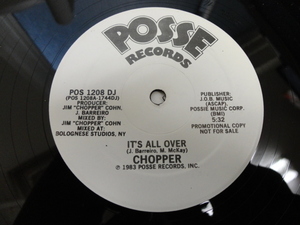 POSSE
RECORDS
POS 1208 DJ
(POS 1208A-1744DJ)
PRODUCER:
JIM "CHOPPER" COHN,
J. BARREIRO
MIXED BY:
JIM "CHOPPER" COHN
MIXED AT:
BOLOGNESE STUDIOS, NY
PUBLISHER:
J.O.B. MUSIC
(ASCAP)
POSSE MUSIC CORP.
(BMI)
5:32
PROMOTIONAL COPY
NOT FOR SALE
IT'S ALL OVER
(J. Barreiro, M. McKay)
CHOPPER
℗ 1983 POSSE RECORDS, INC.